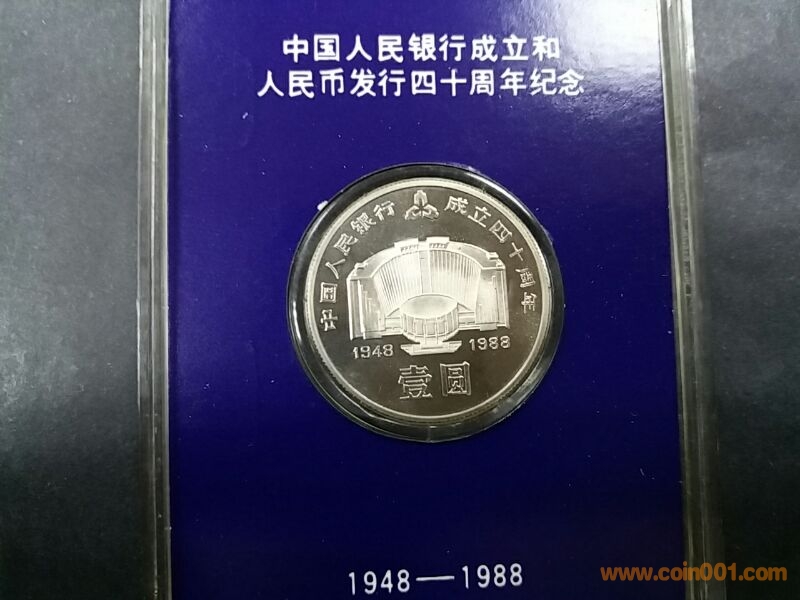 中国人民银行成立和
人民币发行四十周年纪念
中国人民银行 成立四十周年
1948 1988
壹圆
1948—1988
www.coin001.com